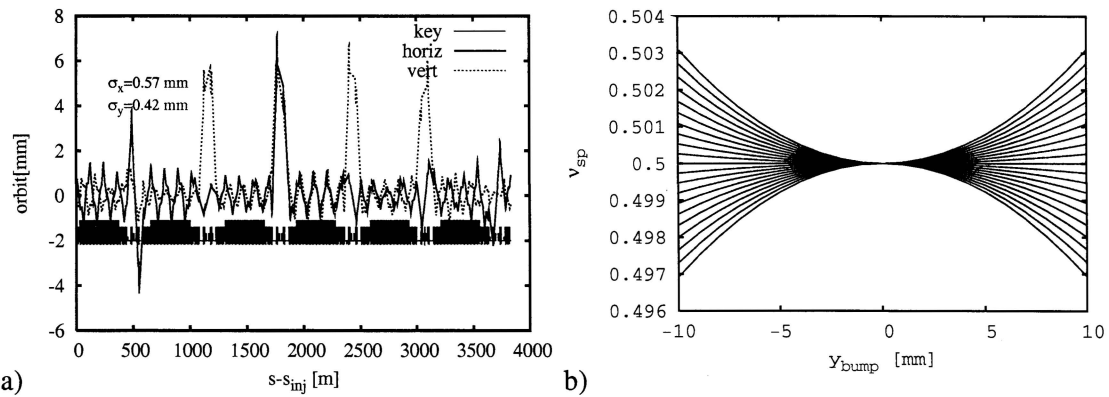 8
6
4
2
0
-2
-4
-6
orbit[mm]
key
horiz
vert
σx=0.57 mm
σy=0.42 mm
0 500 1000 1500 2000 2500 3000 3500 4000
s-sinj [m]
a)
0.504
0.503
0.502
0.501
0.5
0.499
0.498
0.497
0.496
νsp
-10 -5 0 5 10
ybump [mm]
b)